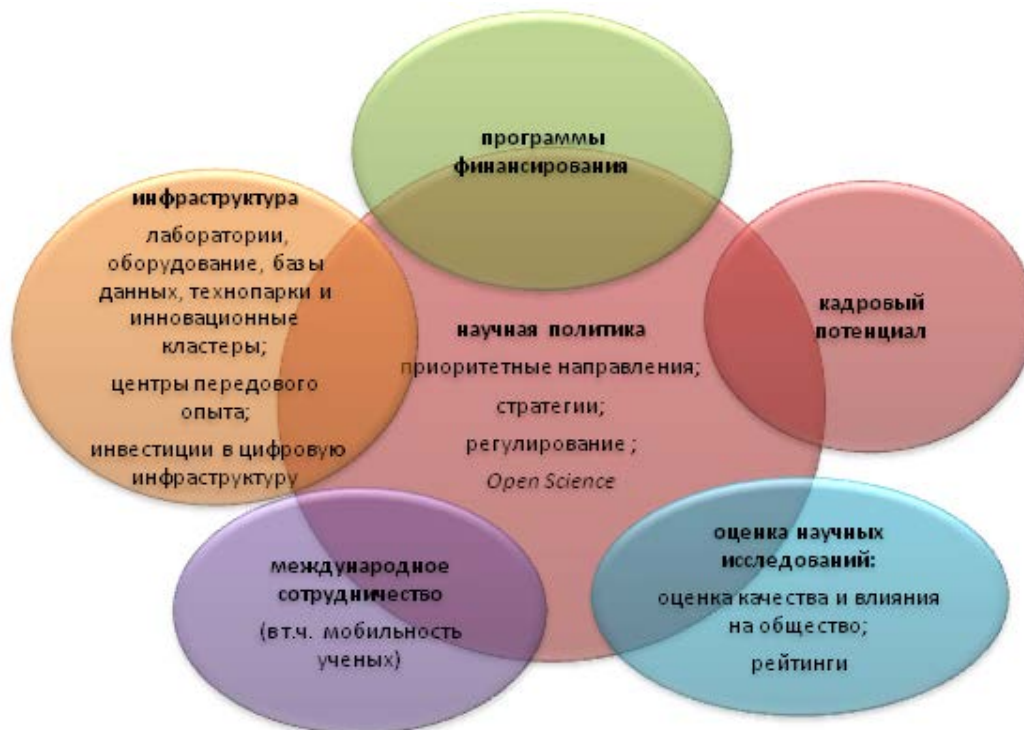 программы
финансирования
инфраструктура
лаборатории,
оборудование, базы
данных, технопарки и
инновационные
кластеры;
центры передового
опыта;
инвестиции в цифровую
инфраструктуру
научная политика
приоритетные направления;
стратегии;
регулирование ;
Open Science
кадровый
потенциал
международное
сотрудничество
(в т.ч. мобильность
ученых)
оценка научных
исследований:
оценка качества и влияния
на общество;
рейтинги